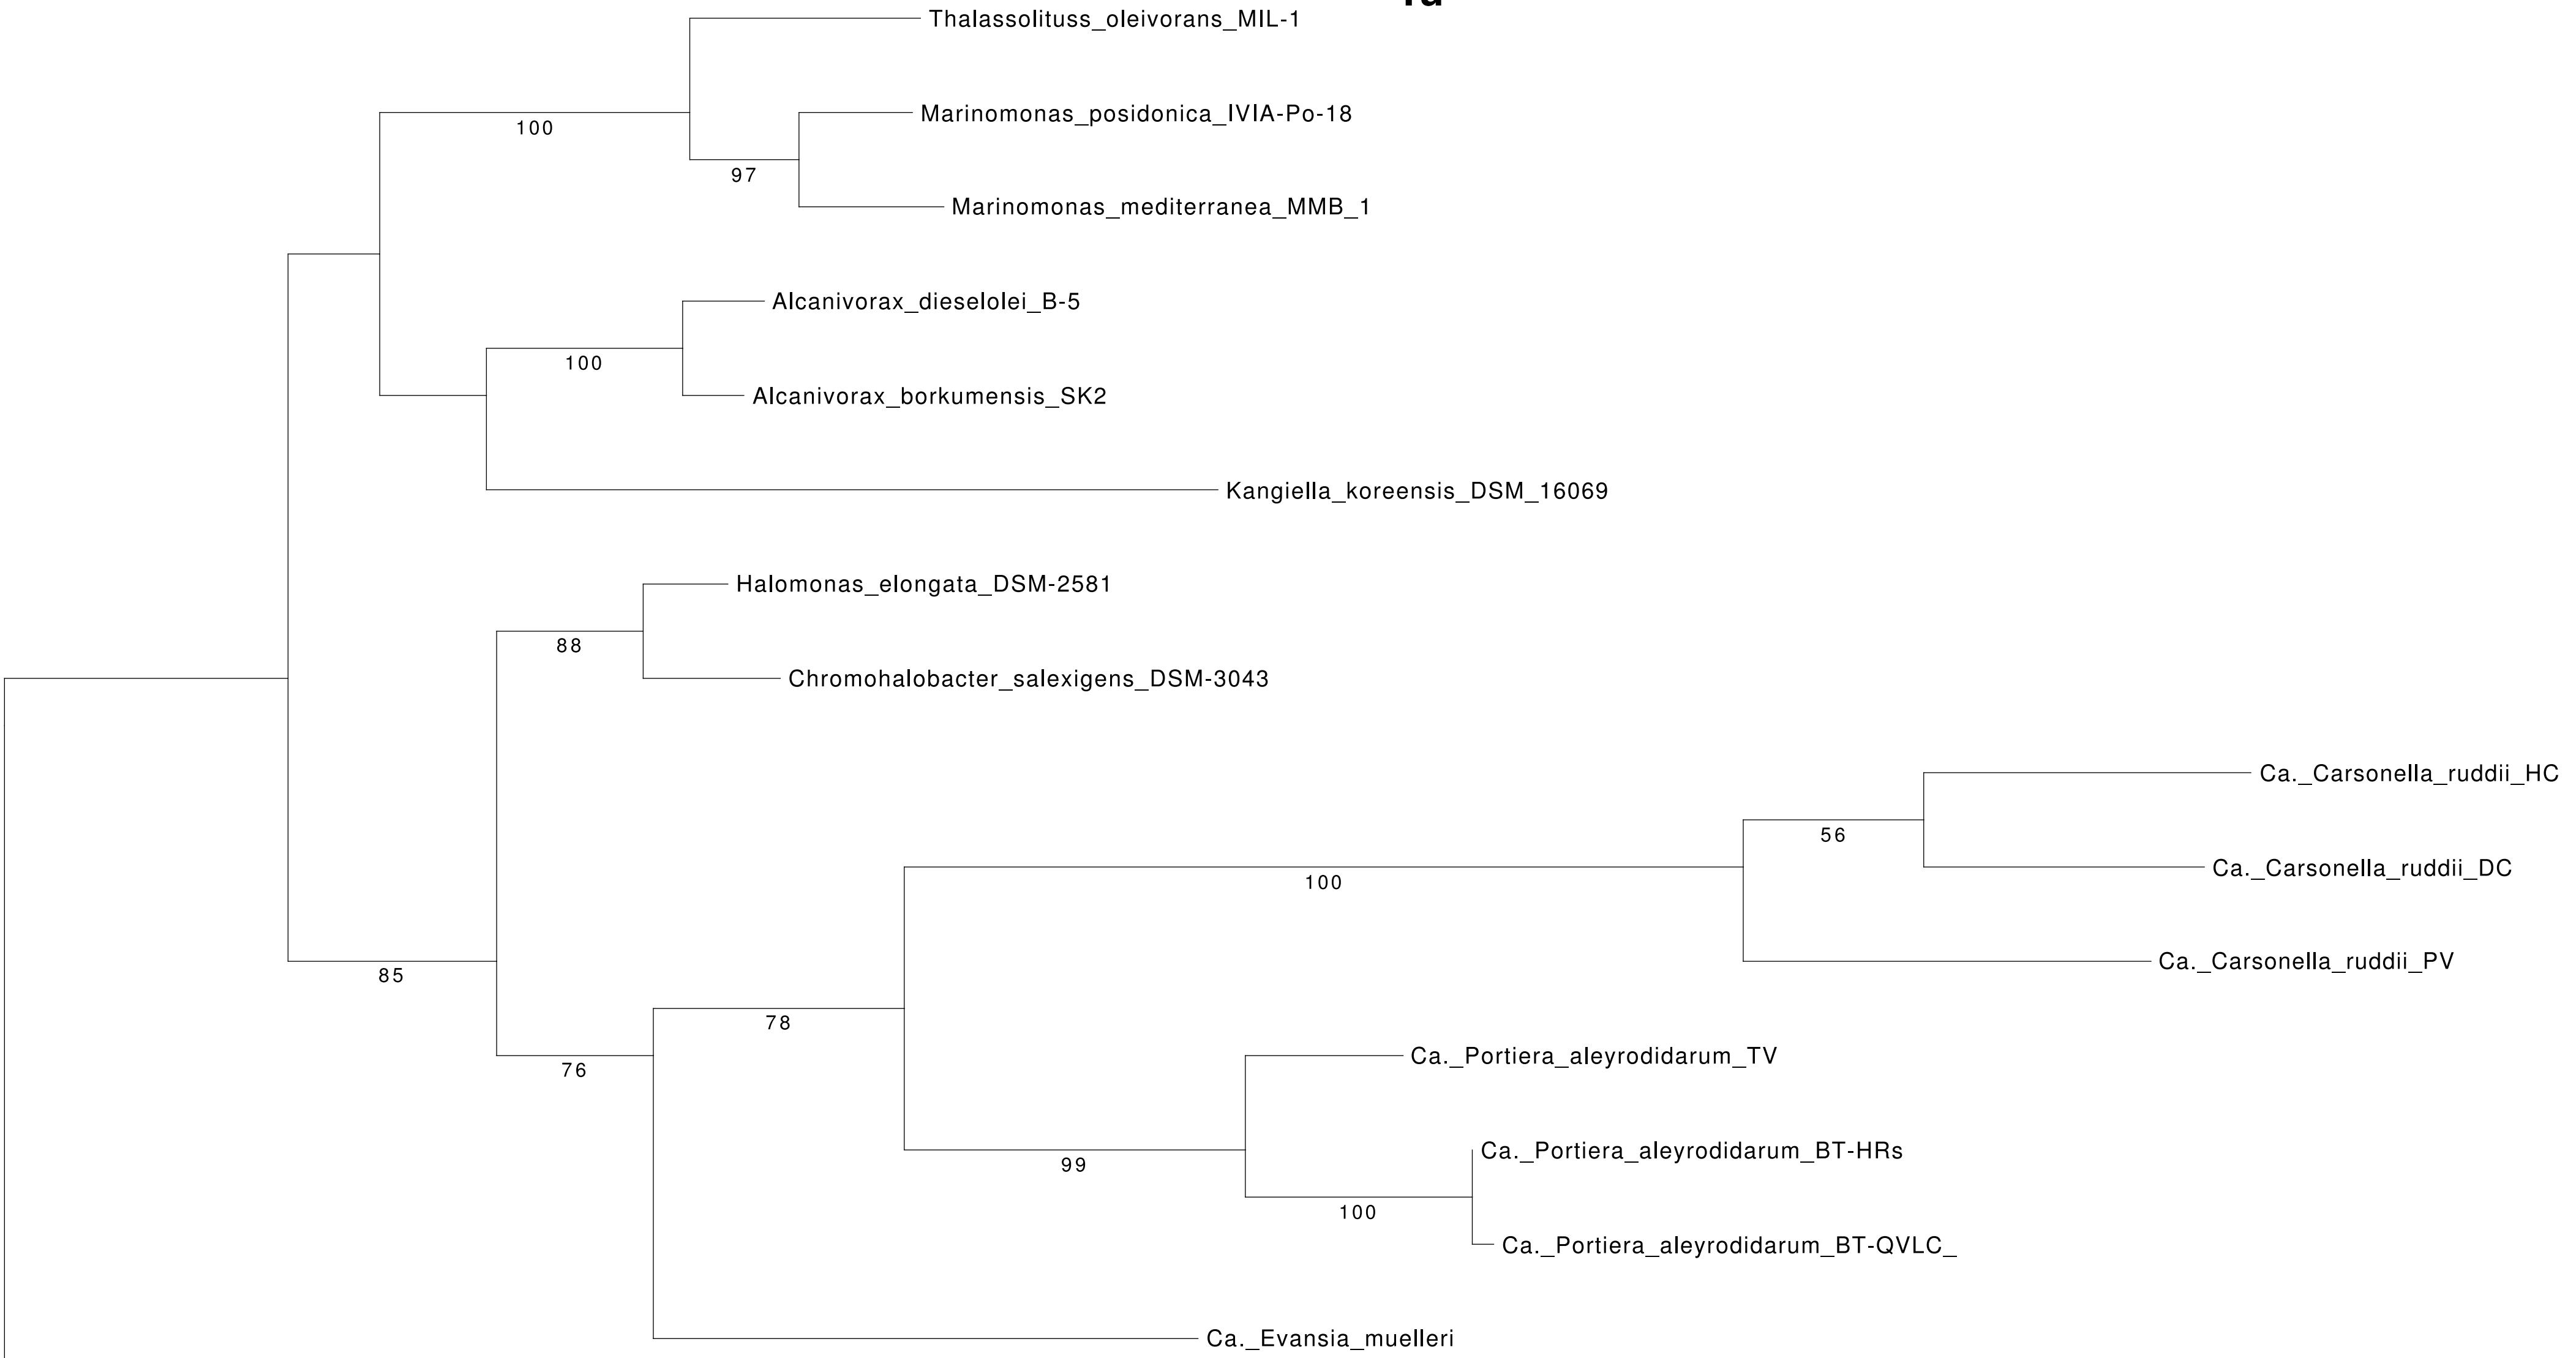 Thalassolituss_oleivorans_MIL-1
Marinomonas_posidonica_IVIA-Po-18
100
97
Marinomonas_mediterranea_MMB_1
Alcanivorax_dieselolei_B-5
100
Alcanivorax_borkumensis_SK2
Kangiella_koreensis_DSM_16069
Halomonas_elongata_DSM-2581
88
Chromohalobacter_salexigens_DSM-3043
Ca._Carsonella_ruddii_HC
56
Ca._Carsonella_ruddii_DC
100
Ca._Carsonella_ruddii_PV
85
78
Ca._Portiera_aleyrodidarum_TV
76
Ca._Portiera_aleyrodidarum_BT-HRs
99
100
Ca._Portiera_aleyrodidarum_BT-QVLC_
Ca._Evansia_muelleri